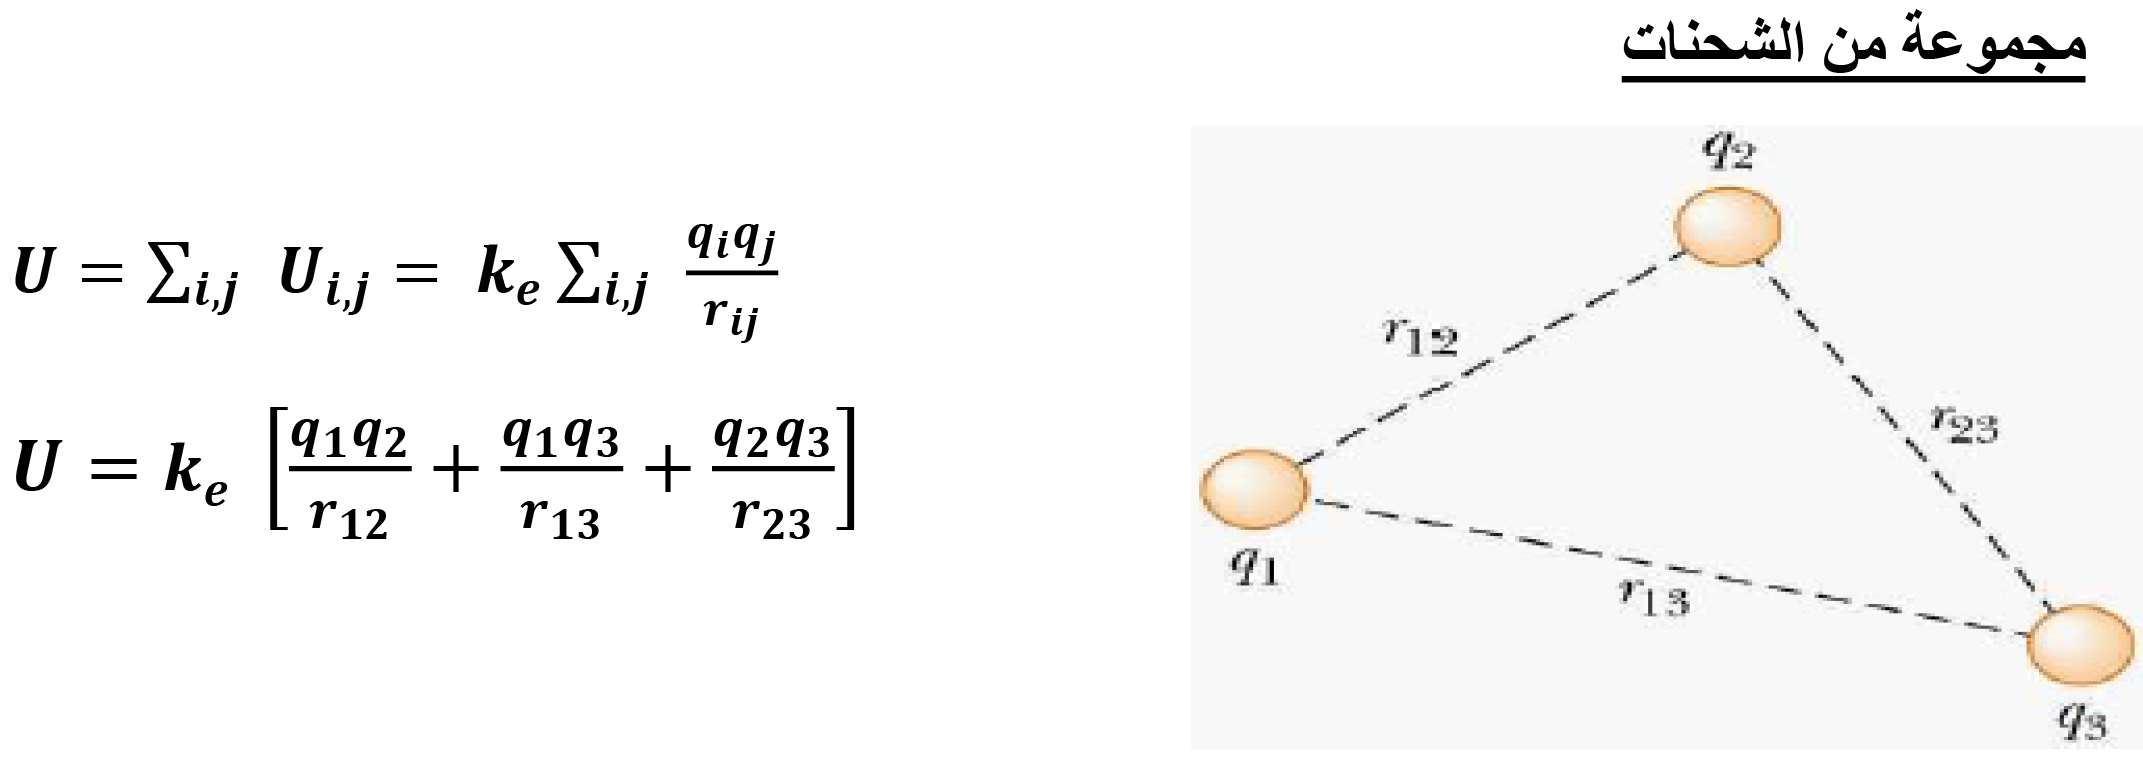 مجموعة من الشحنات
U = ∑i,j Ui,j = ke ∑i,j qiqj / rij
U = ke [ q1q2 / r12 + q1q3 / r13 + q2q3 / r23 ]
q2
r12
r23
q1
r13
q3